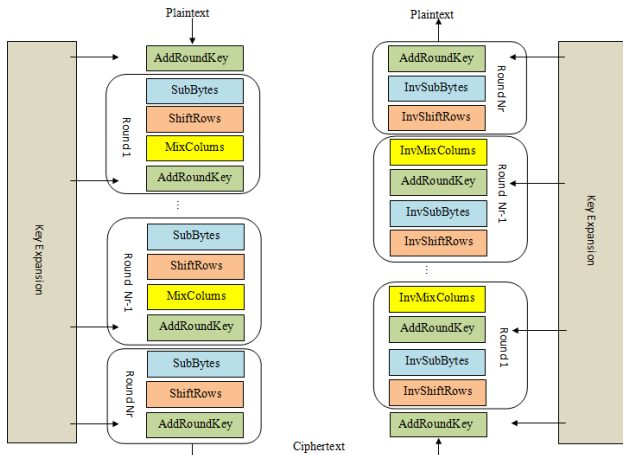 Plaintext
AddRoundKey
SubBytes
ShiftRows
MixColums
AddRoundKey
Round 1
...
SubBytes
ShiftRows
MixColums
AddRoundKey
Round Nr-1
SubBytes
ShiftRows
AddRoundKey
Round Nr
Key Expansion
Ciphertext
Plaintext
AddRoundKey
InvSubBytes
InvShiftRows
Round Nr
InvMixColums
AddRoundKey
InvSubBytes
InvShiftRows
Round Nr-1
...
InvMixColums
AddRoundKey
InvSubBytes
InvShiftRows
Round 1
AddRoundKey
Key Expansion